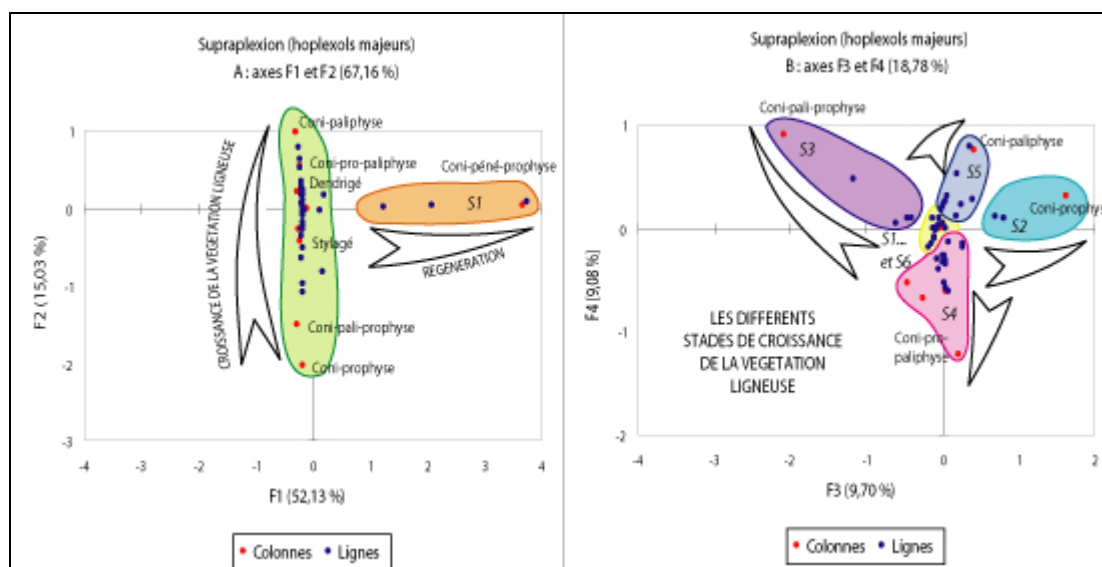 Supraplexion (hoplexols majeurs)
A : axes F1 et F2 (67,16 %)
CROISSANCE DE LA VEGETATION LIGNEUSE
Coni-paliphyse
Coni-pro-paliphyse
Dendrigé
Coni-péné-prophyse
S1
Stylagé
REGENERATION
Coni-pali-prophyse
Coni-prophyse
F2 (15,03 %)
1
0
-1
-2
-3
-4 -3 -2 -1 0 1 2 3 4
F1 (52,13 %)
Colonnes Lignes
Supraplexion (hoplexols majeurs)
B : axes F3 et F4 (18,78 %)
Coni-pali-prophyse
S3
Coni-paliphyse
S5
Coni-prophyse
S2
S1...
et S6
S4
Coni-pro-
paliphyse
LES DIFFERENTS
STADES DE CROISSANCE
DE LA VEGETATION
LIGNEUSE
F4 (9,08 %)
1
0
-1
-2
-4 -3 -2 -1 0 1 2
F3 (9,70 %)
Colonnes Lignes